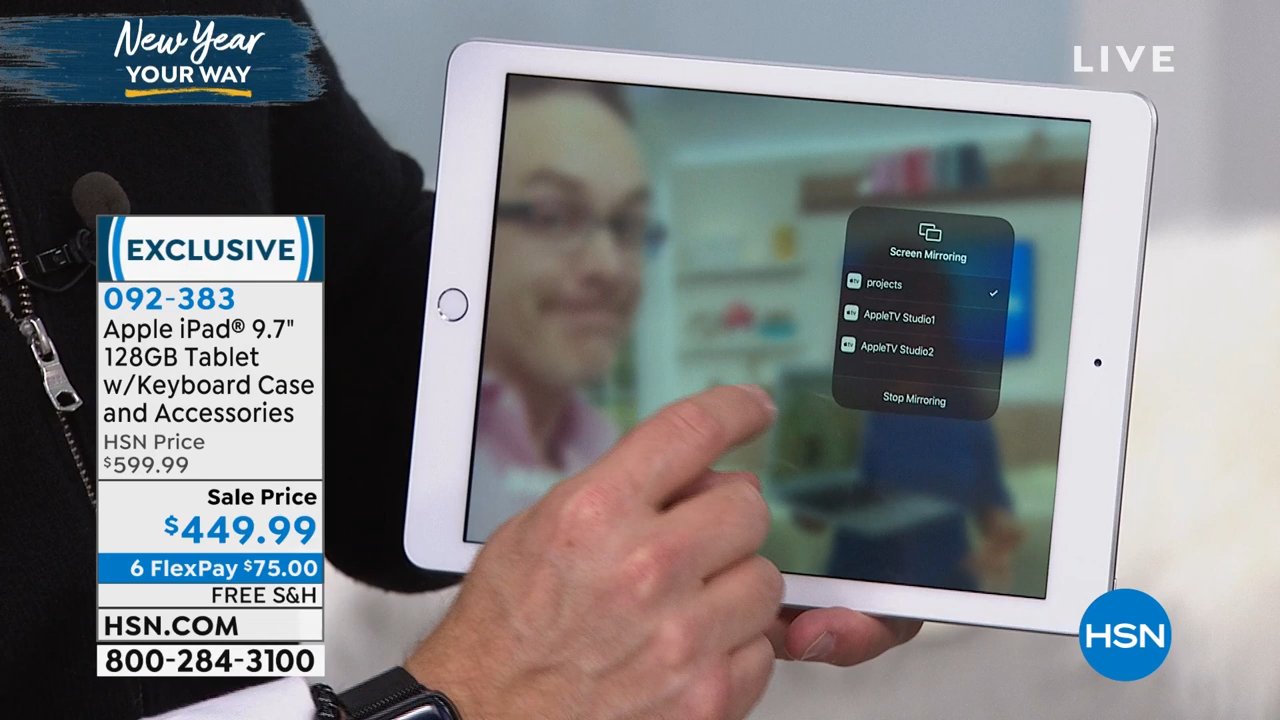 New Year
YOUR WAY
LIVE
EXCLUSIVE
092-383
Apple iPad® 9.7"
128GB Tablet
w/Keyboard Case
and Accessories
HSN Price
$599.99
Sale Price
$449.99
6 FlexPay $75.00
FREE S&H
HSN.COM
800-284-3100
Screen Mirroring
projects
AppleTV Studio1
AppleTV Studio2
Stop Mirroring
HSN